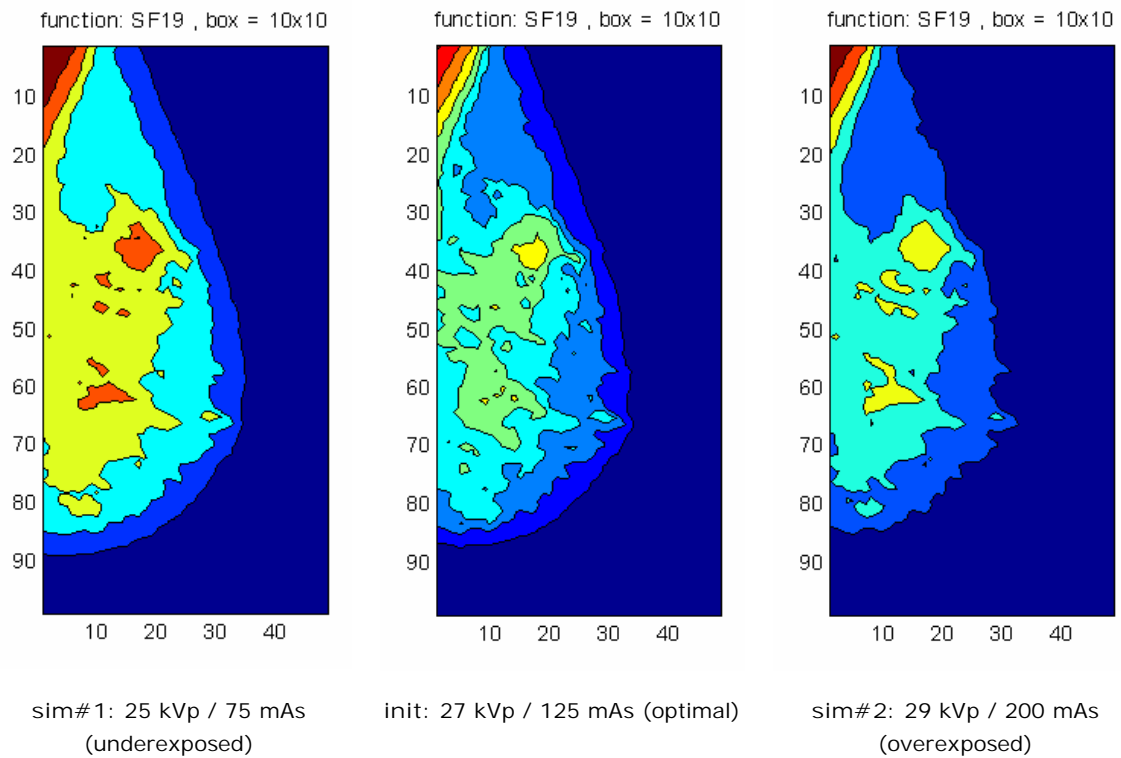 function: SF19 , box = 10x10
function: SF19 , box = 10x10
function: SF19 , box = 10x10
10
20
30
40
50
60
70
80
90
10 20 30 40
10
20
30
40
50
60
70
80
90
10 20 30 40
10
20
30
40
50
60
70
80
90
10 20 30 40
sim#1: 25 kVp / 75 mAs
(underexposed)
init: 27 kVp / 125 mAs (optimal)
sim#2: 29 kVp / 200 mAs
(overexposed)